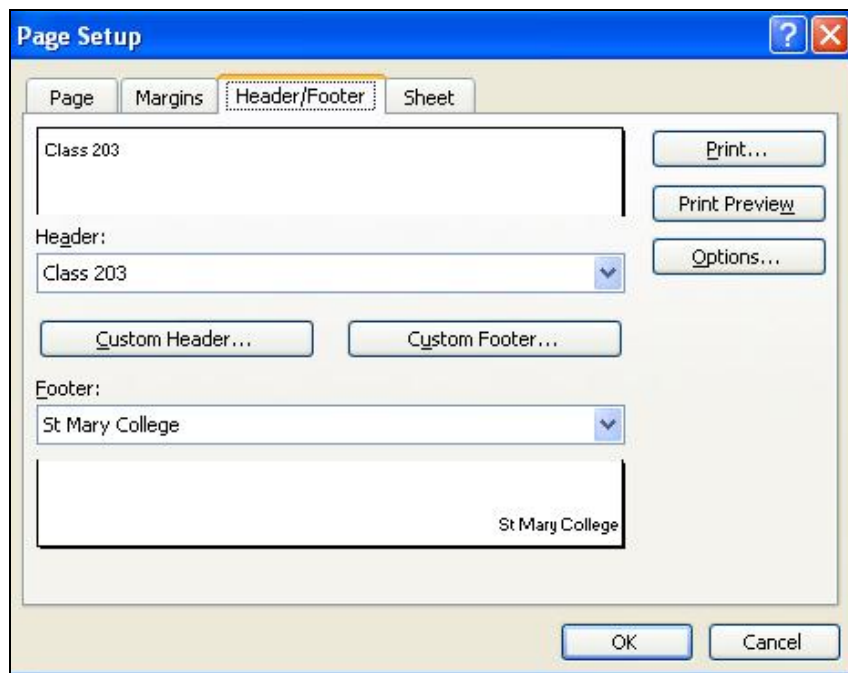 Page Setup
Page Margins Header/Footer Sheet
Class 203
Print...
Print Preview
Header:
Options...
Class 203
Custom Header... Custom Footer...
Footer:
St Mary College
St Mary College
OK Cancel